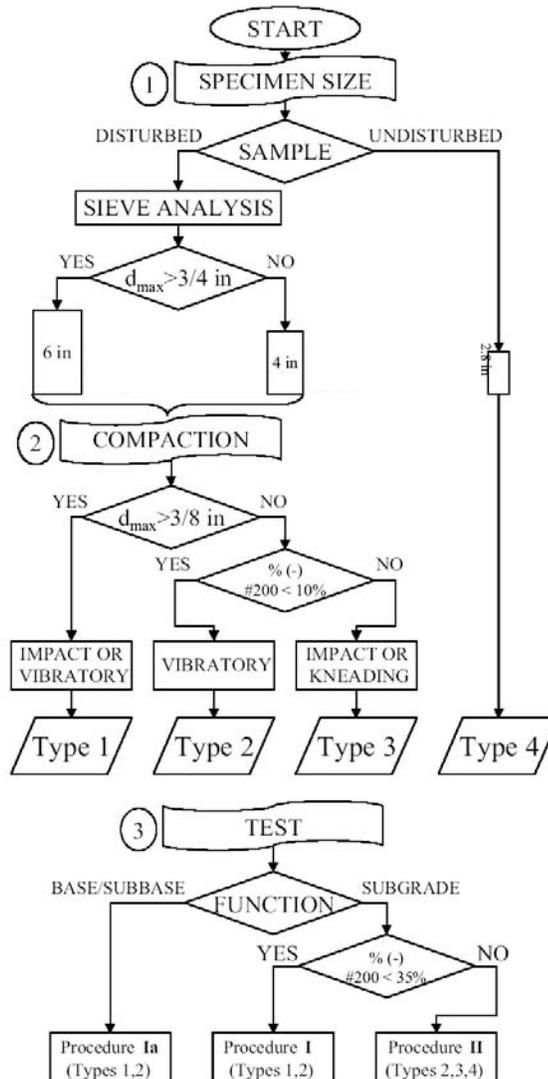 START
1
SPECIMEN SIZE
DISTURBED
UNDISTURBED
SAMPLE
SIEVE ANALYSIS
YES
NO
dmax>3/4 in
6 in
4 in
2.8 in
2
COMPACTION
YES
NO
dmax>3/8 in
YES
NO
% (-)
#200 < 10%
IMPACT OR
VIBRATORY
VIBRATORY
IMPACT OR
KNEADING
Type 1
Type 2
Type 3
Type 4
3
TEST
BASE/SUBBASE
SUBGRADE
FUNCTION
YES
NO
% (-)
#200 < 35%
Procedure Ia
(Types 1,2)
Procedure I
(Types 1,2)
Procedure II
(Types 2,3,4)